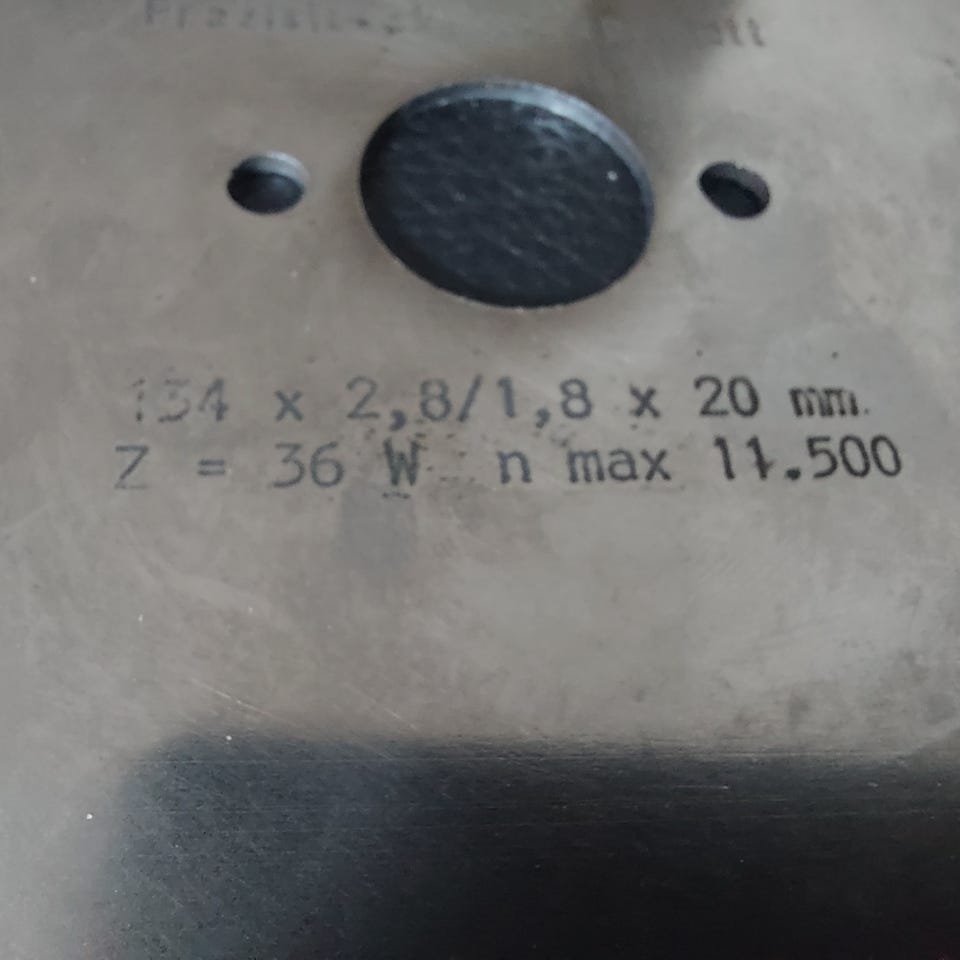 134 x 2,8/1,8 x 20 mm
Z = 36 W n max 11.500